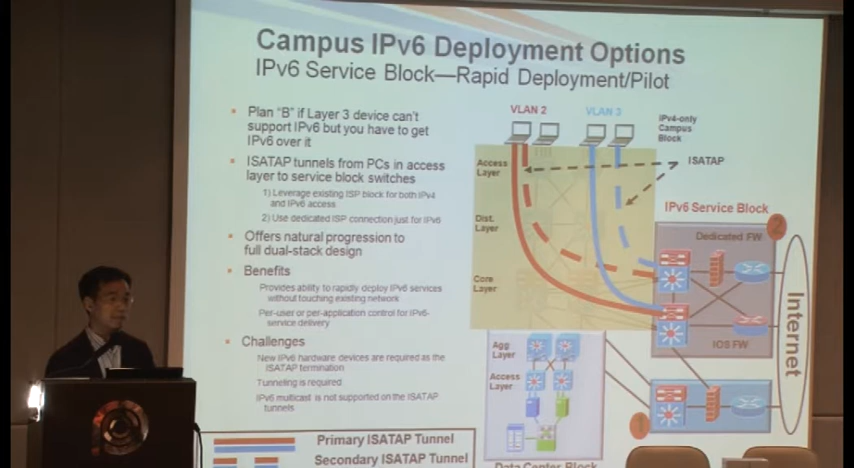 Campus IPv6 Deployment Options
IPv6 Service Block—Rapid Deployment/Pilot
Plan "B" if Layer 3 device can't
support IPv6 but you have to get
IPv6 over it
ISATAP tunnels from PCs in access
layer to service block switches
1) Leverage existing ISP block for both IPv4
and IPv6 access
2) Use dedicated ISP connection just for IPv6
Offers natural progression to
full dual-stack design
Benefits
Provides ability to rapidly deploy IPv6 services
without touching existing network
Per-user or per-application control for IPv6-
service delivery
Challenges
New IPv6 hardware devices are required as the
ISATAP termination
Tunneling is required
IPv6 multicast is not supported on the ISATAP
tunnels
VLAN 2
VLAN 3
IPv4-only
Campus
Block
Access
Layer
ISATAP
Dist.
Layer
IPv6 Service Block
2
Dedicated FW
Core
Layer
Internet
IOS FW
Agg
Layer
Access
Layer
1
Primary ISATAP Tunnel
Secondary ISATAP Tunnel
Data Center Block